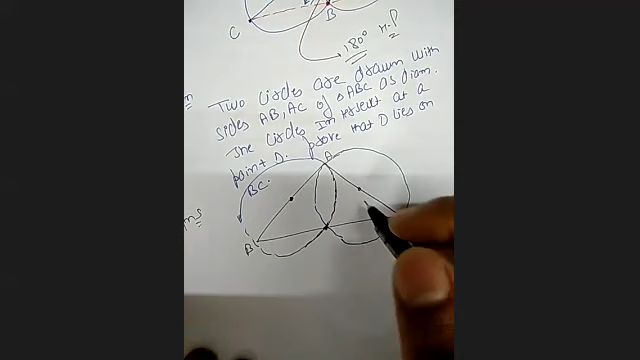 C
B
180° H.P
Two Circles are drawn with
sides AB, AC of △ABC as diam.
The circles Intersect at a
point D. prove that D lies on
BC.
A
B